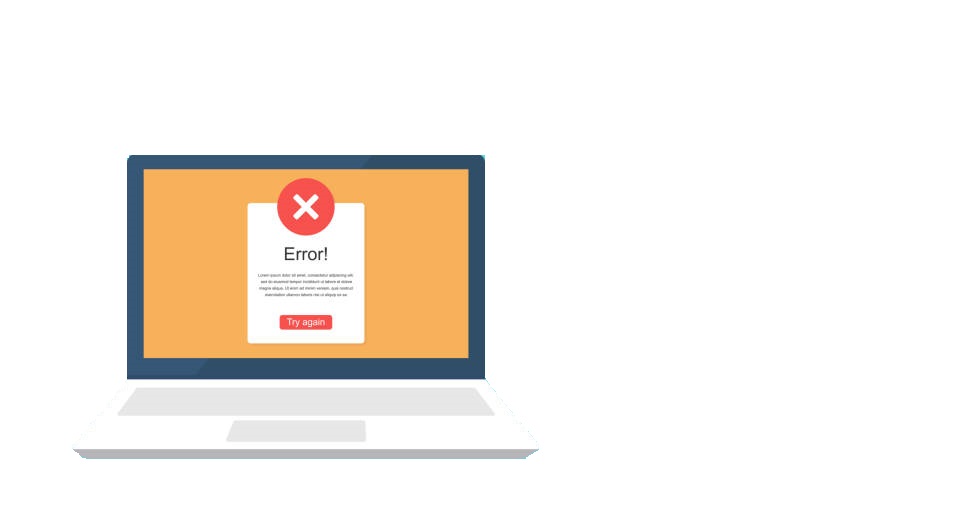 Error!
Lorem ipsum dolor sit amet, consectetur adipiscing elit
sed do eiusmod tempor incididunt ut labore et dolore
magna aliqua. Ut enim ad minim veniam, quis nostrud
exercitation ullamco laboris nisi ut aliquip ex ea
Try again